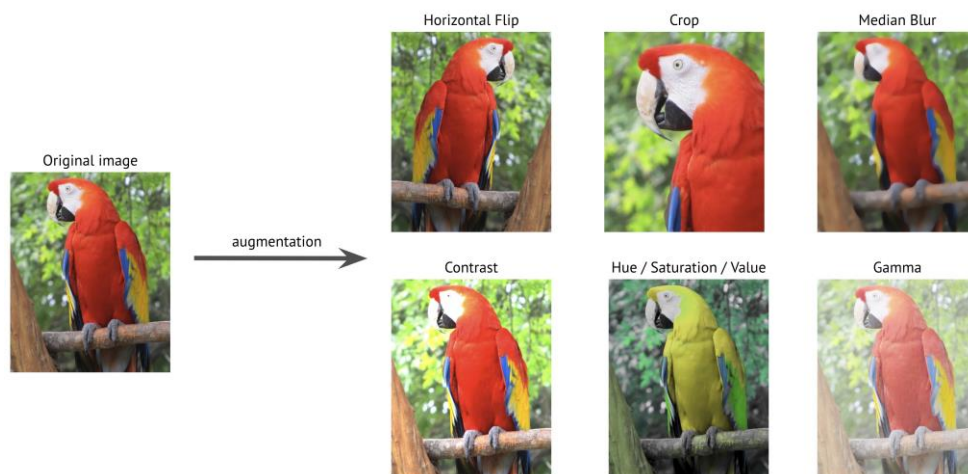 Horizontal Flip
Crop
Median Blur
Original image
augmentation
Contrast
Hue / Saturation / Value
Gamma